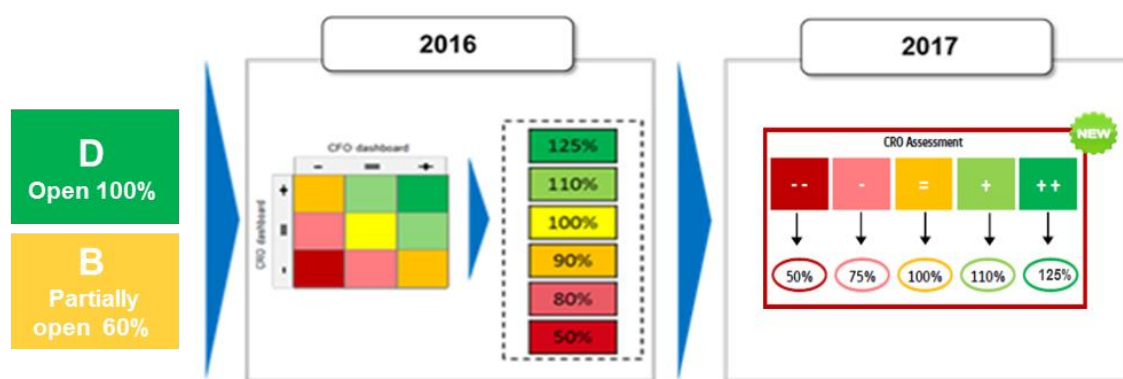 D
Open 100%
B
Partially
open 60%
2016
CFO dashboard
- = +
CRO dashboard
+
=
-
125%
110%
100%
90%
80%
50%
2017
NEW
CRO Assessment
-- - = + ++
50% 75% 100% 110% 125%